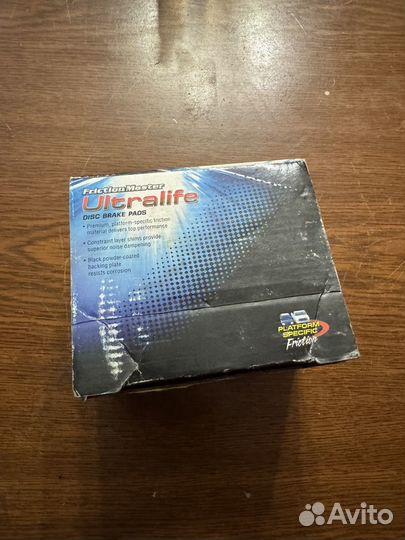 FrictionMaster
Ultralife
DISC BRAKE PADS
• Premium, platform-specific friction
material delivers top performance
• Constraint layer shims provide
superior noise dampening
• Black powder-coated
backing plate
resists corrosion
PLATFORM
SPECIFIC
Friction
Avito